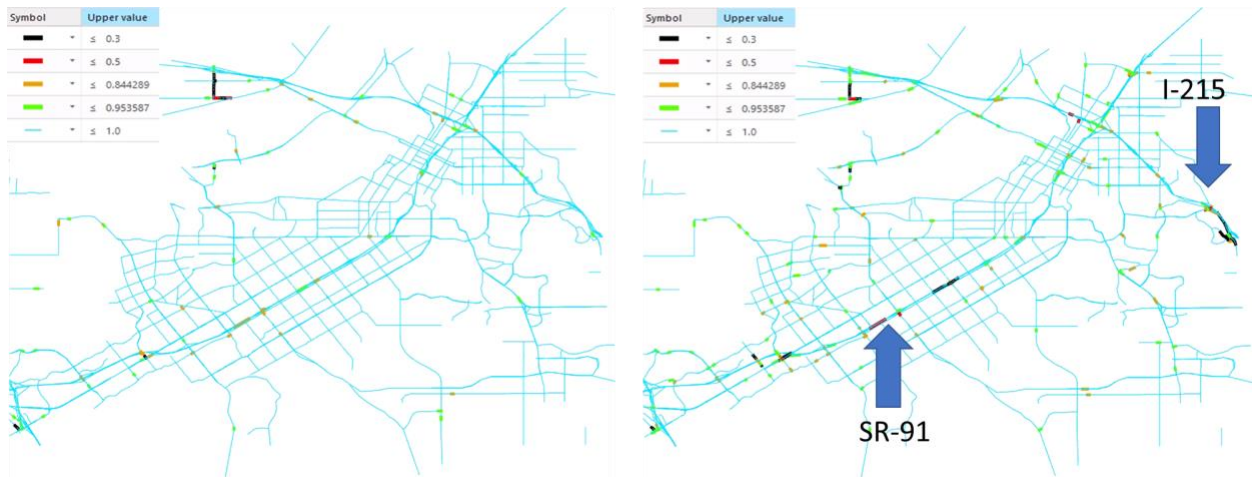 Symbol Upper value
≤ 0.3
≤ 0.5
≤ 0.844289
≤ 0.953587
≤ 1.0
Symbol Upper value
≤ 0.3
≤ 0.5
≤ 0.844289
≤ 0.953587
≤ 1.0
I-215
SR-91